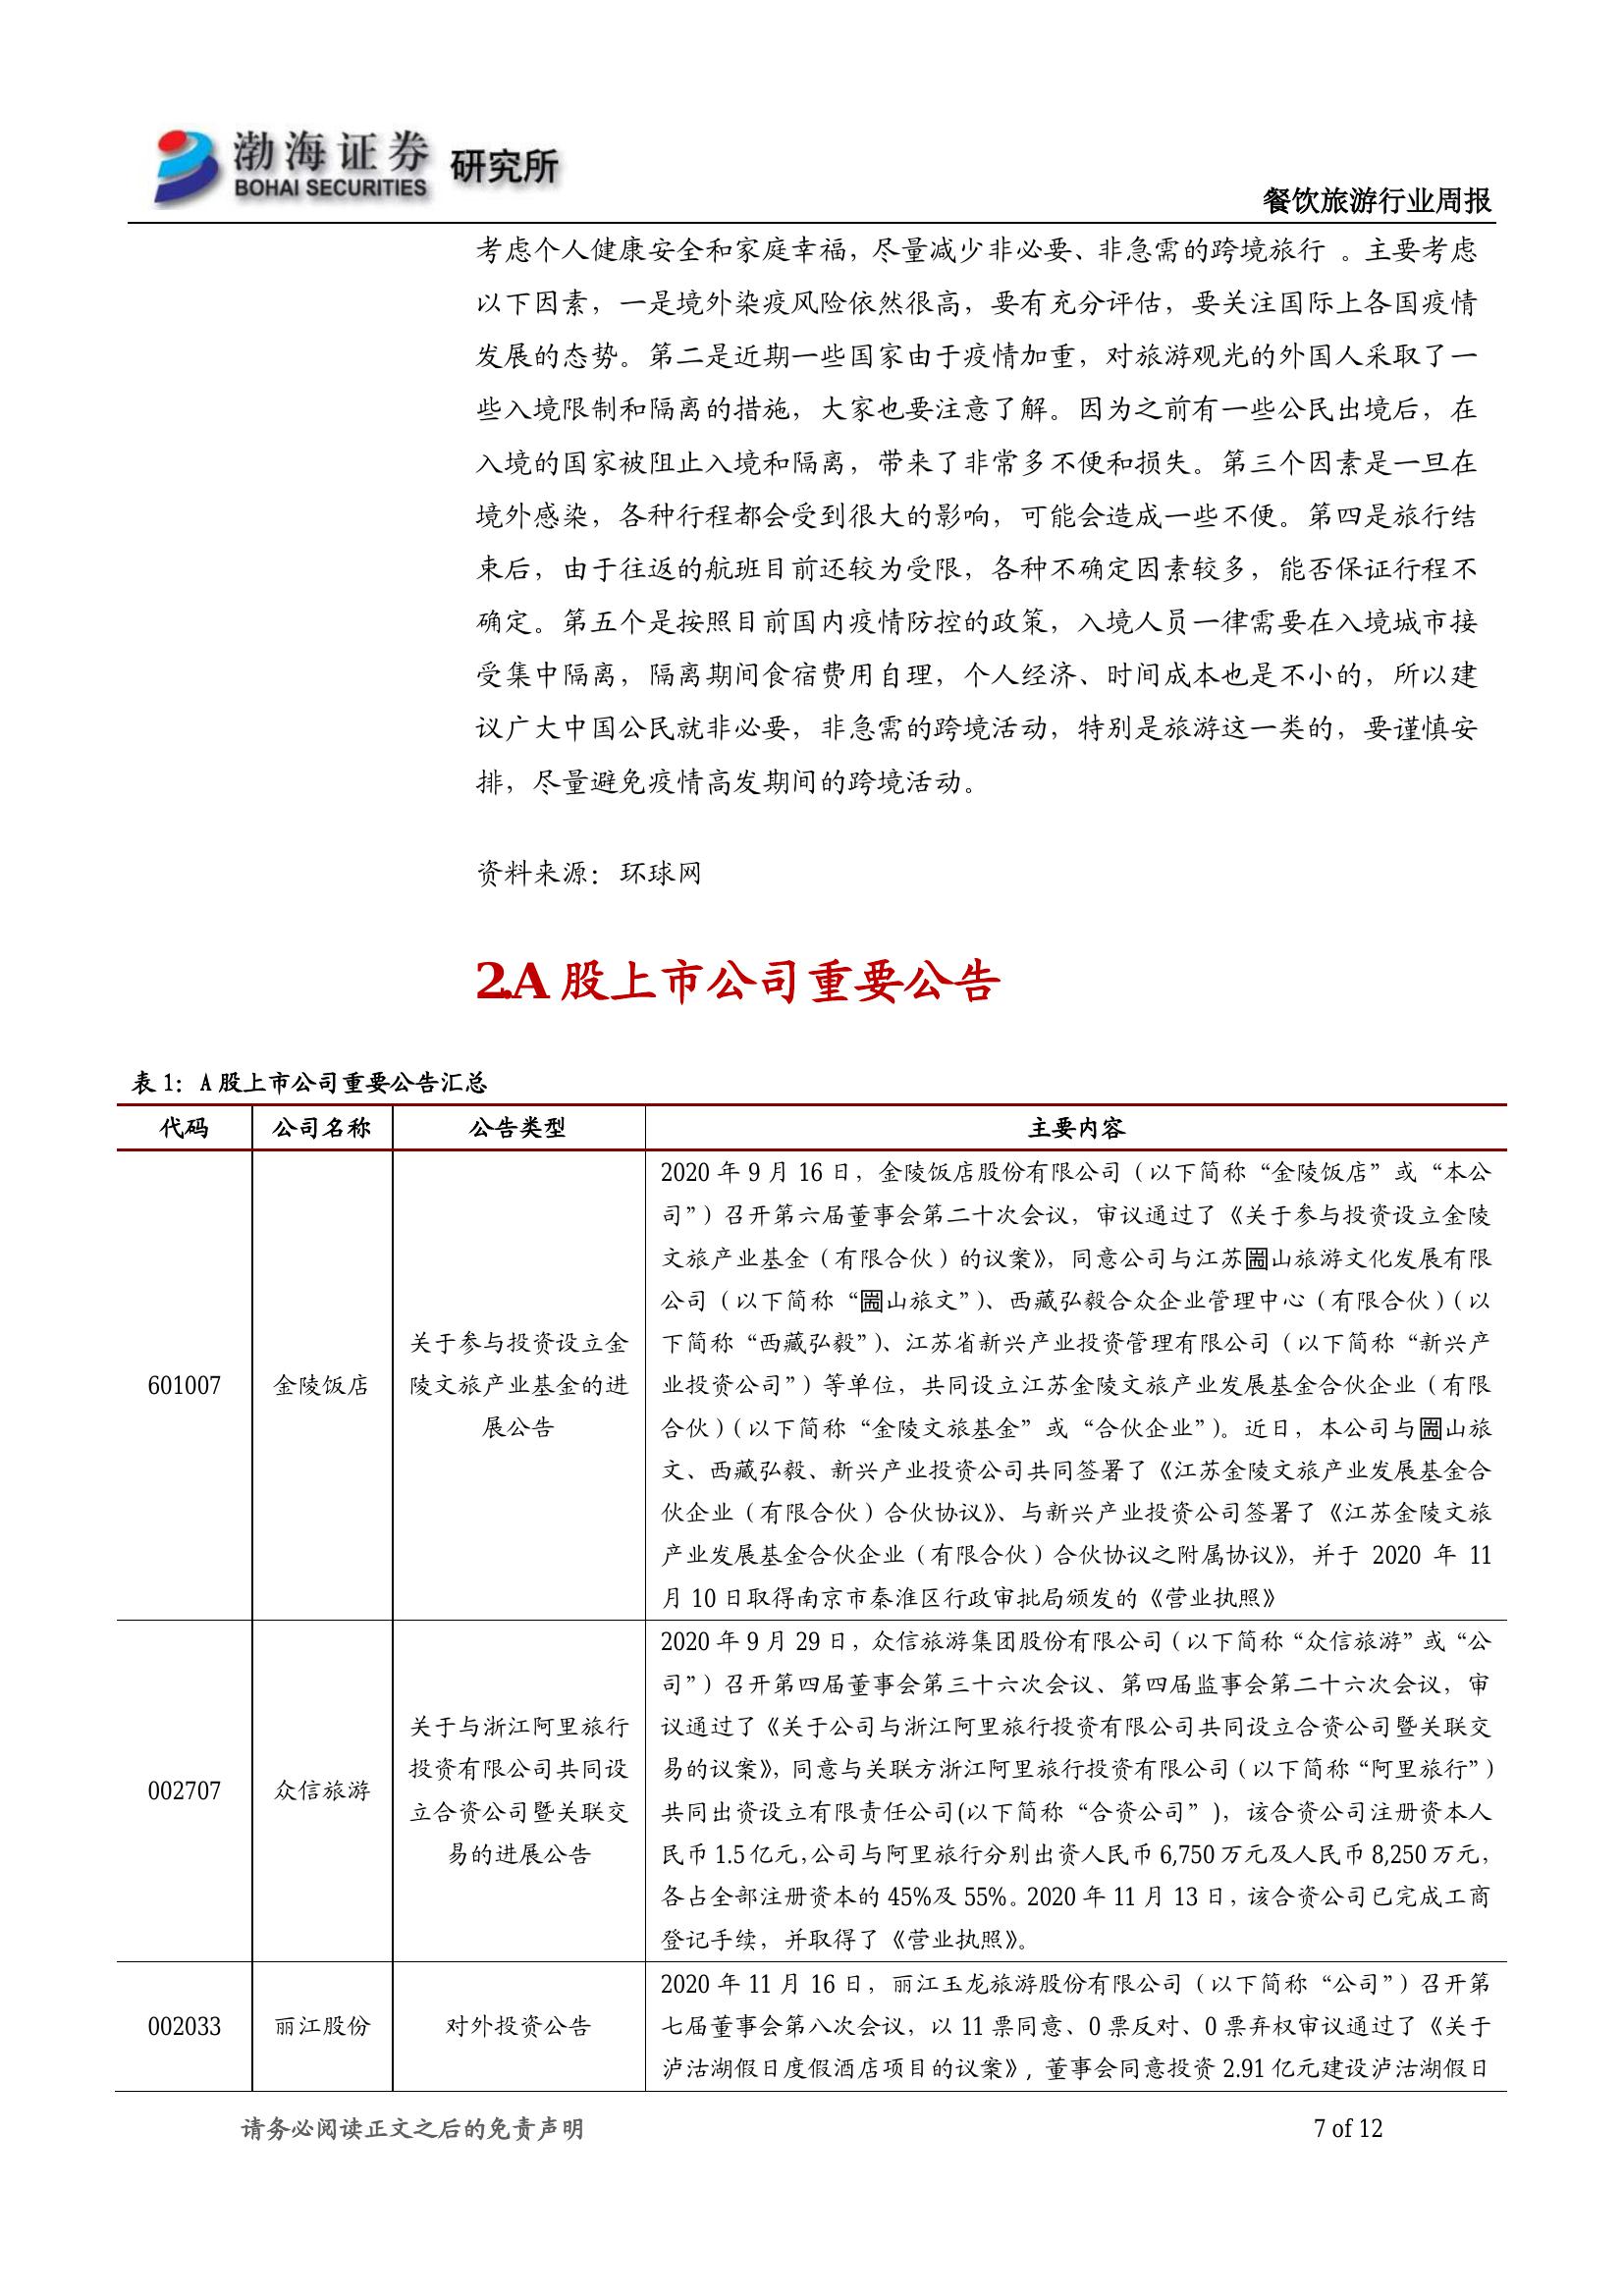 渤海证券 研究所
BOHAI SECURITIES
餐饮旅游行业周报
考虑个人健康安全和家庭幸福，尽量减少非必要、非急需的跨境旅行 。主要考虑
以下因素，一是境外染疫风险依然很高，要有充分评估，要关注国际上各国疫情
发展的态势。第二是近期一些国家由于疫情加重，对旅游观光的外国人采取了一
些入境限制和隔离的措施，大家也要注意了解。因为之前有一些公民出境后，在
入境的国家被阻止入境和隔离，带来了非常多不便和损失。第三个因素是一旦在
境外感染，各种行程都会受到很大的影响，可能会造成一些不便。第四是旅行结
束后，由于往返的航班目前还较为受限，各种不确定因素较多，能否保证行程不
确定。第五个是按照目前国内疫情防控的政策，入境人员一律需要在入境城市接
受集中隔离，隔离期间食宿费用自理，个人经济、时间成本也是不小的，所以建
议广大中国公民就非必要，非急需的跨境活动，特别是旅游这一类的，要谨慎安
排，尽量避免疫情高发期间的跨境活动。
资料来源：环球网
2.A 股上市公司重要公告
表 1：A 股上市公司重要公告汇总
代码 公司名称 公告类型 主要内容
601007
金陵饭店
关于参与投资设立金
陵文旅产业基金的进
展公告
2020 年 9 月 16 日，金陵饭店股份有限公司（以下简称“金陵饭店”或“本公
司”）召开第六届董事会第二十次会议，审议通过了《关于参与投资设立金陵
文旅产业基金（有限合伙）的议案》，同意公司与江苏圌山旅游文化发展有限
公司（以下简称“圌山旅文”）、西藏弘毅合众企业管理中心（有限合伙）（以
下简称“西藏弘毅”）、江苏省新兴产业投资管理有限公司（以下简称“新兴产
业投资公司”）等单位，共同设立江苏金陵文旅产业发展基金合伙企业（有限
合伙）（以下简称“金陵文旅基金”或“合伙企业”）。近日，本公司与圌山旅
文、西藏弘毅、新兴产业投资公司共同签署了《江苏金陵文旅产业发展基金合
伙企业（有限合伙）合伙协议》、与新兴产业投资公司签署了《江苏金陵文旅
产业发展基金合伙企业（有限合伙）合伙协议之附属协议》，并于 2020 年 11
月 10 日取得南京市秦淮区行政审批局颁发的《营业执照》
002707
众信旅游
关于与浙江阿里旅行
投资有限公司共同设
立合资公司暨关联交
易的进展公告
2020 年 9 月 29 日，众信旅游集团股份有限公司（以下简称“众信旅游”或“公
司”）召开第四届董事会第三十六次会议、第四届监事会第二十六次会议，审
议通过了《关于公司与浙江阿里旅行投资有限公司共同设立合资公司暨关联交
易的议案》，同意与关联方浙江阿里旅行投资有限公司（以下简称“阿里旅行”）
共同出资设立有限责任公司(以下简称“合资公司” )，该合资公司注册资本人
民币 1.5 亿元，公司与阿里旅行分别出资人民币 6,750 万元及人民币 8,250 万元，
各占全部注册资本的 45%及 55%。2020 年 11 月 13 日，该合资公司已完成工商
登记手续，并取得了《营业执照》。
002033
丽江股份
对外投资公告
2020 年 11 月 16 日，丽江玉龙旅游股份有限公司（以下简称“公司”）召开第
七届董事会第八次会议，以 11 票同意、0 票反对、0 票弃权审议通过了《关于
泸沽湖假日度假酒店项目的议案》, 董事会同意投资 2.91 亿元建设泸沽湖假日
请务必阅读正文之后的免责声明
7 of 12